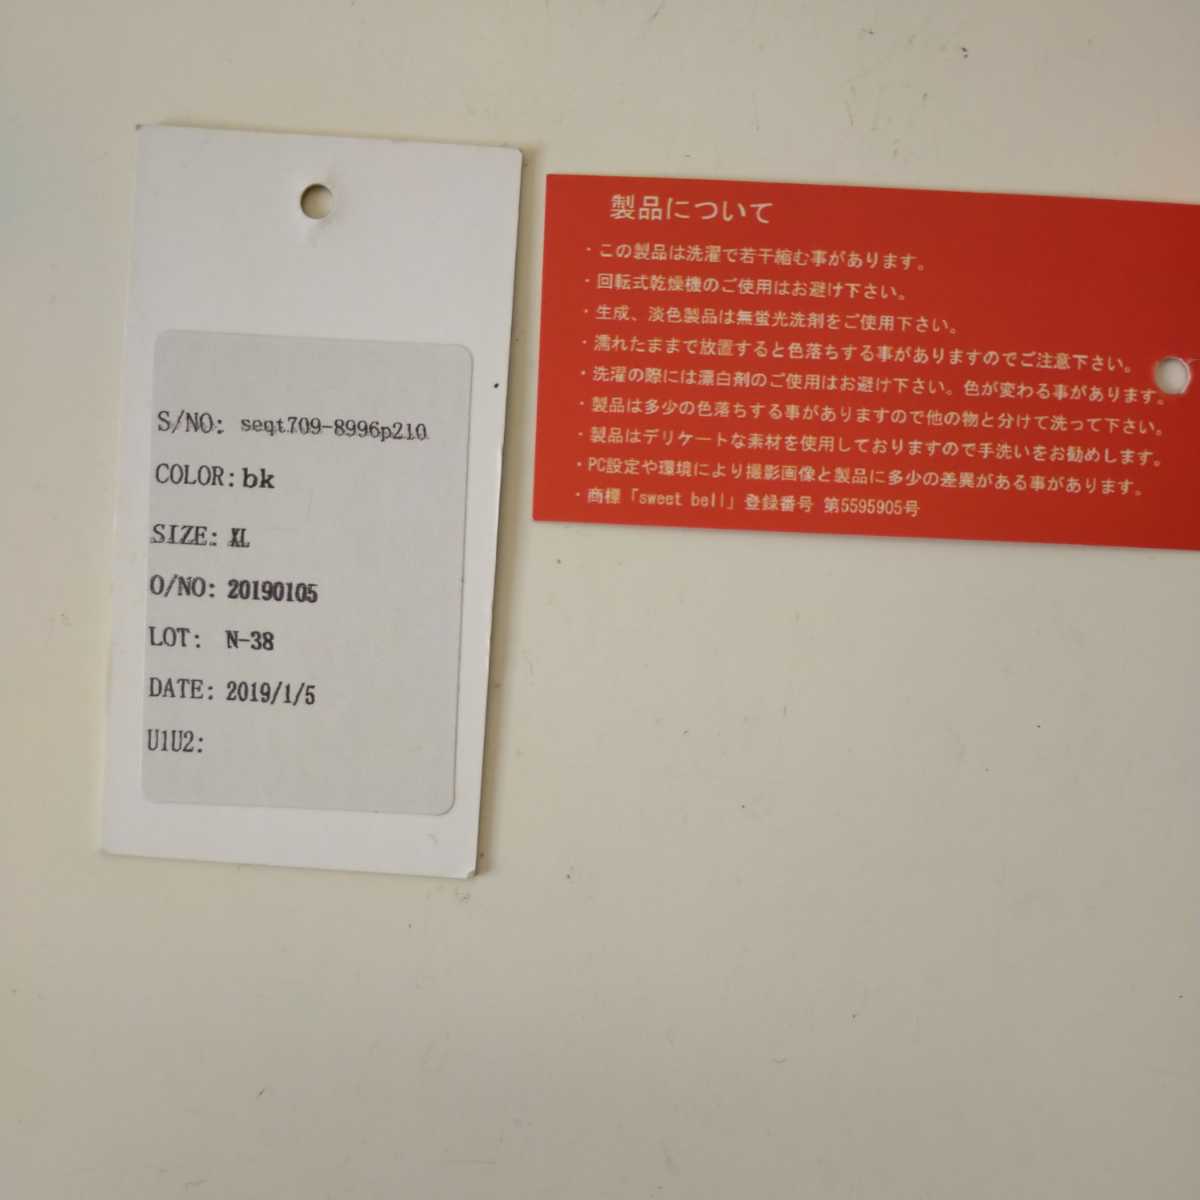 S/NO: seqt709-8996p210
COLOR: bk
SIZE: XL
O/NO: 20190105
LOT: N-38
DATE: 2019/1/5
U1U2:
製品について
・この製品は洗濯で若干縮む事があります。
・回転式乾燥機のご使用はお避け下さい。
・生成、淡色製品は無蛍光洗剤をご使用下さい。
・濡れたままで放置すると色落ちする事がありますのでご注意下さい。
・洗濯の際には漂白剤のご使用はお避け下さい。色が変わる事があります。
・製品は多少の色落ちする事がありますので他の物と分けて洗って下さい。
・製品はデリケートな素材を使用しておりますので手洗いをお勧めします。
・PC設定や環境により撮影画像と製品に多少の差異がある事があります。
・商標「sweet bell」登録番号 第5595905号